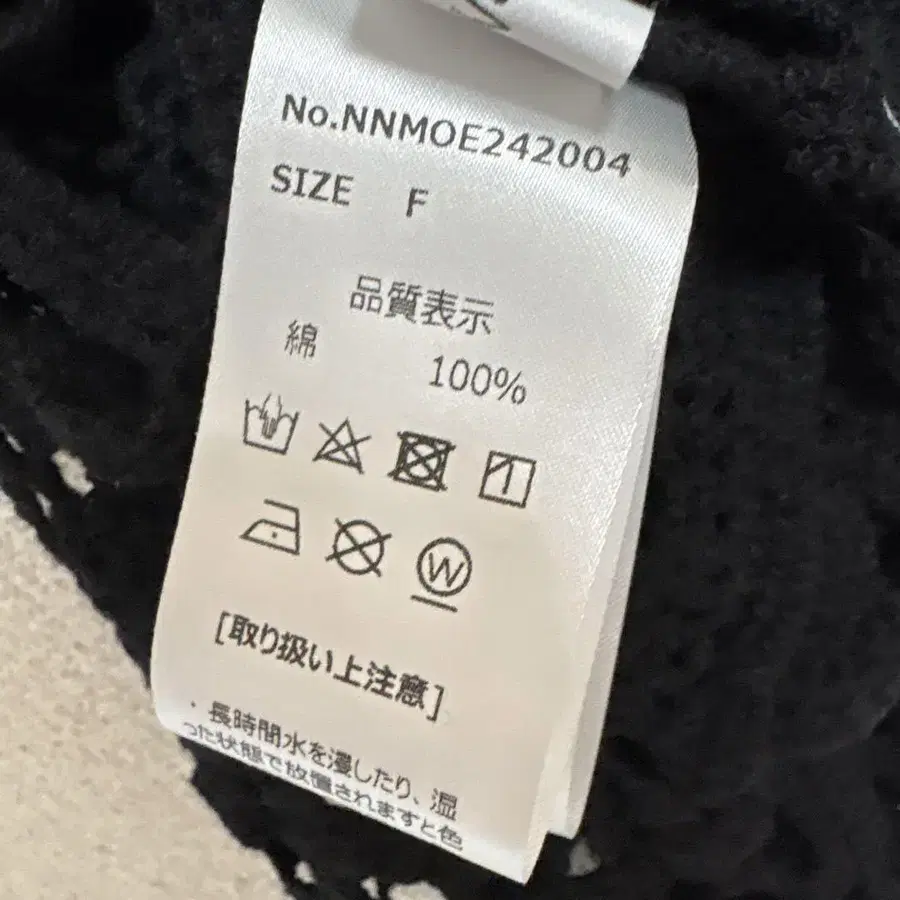 No.NNMOE242004
SIZE F
品質表示
綿 100%
W
[取り扱い上注意]
・長時間水を浸したり、湿
った状態で放置されますと色